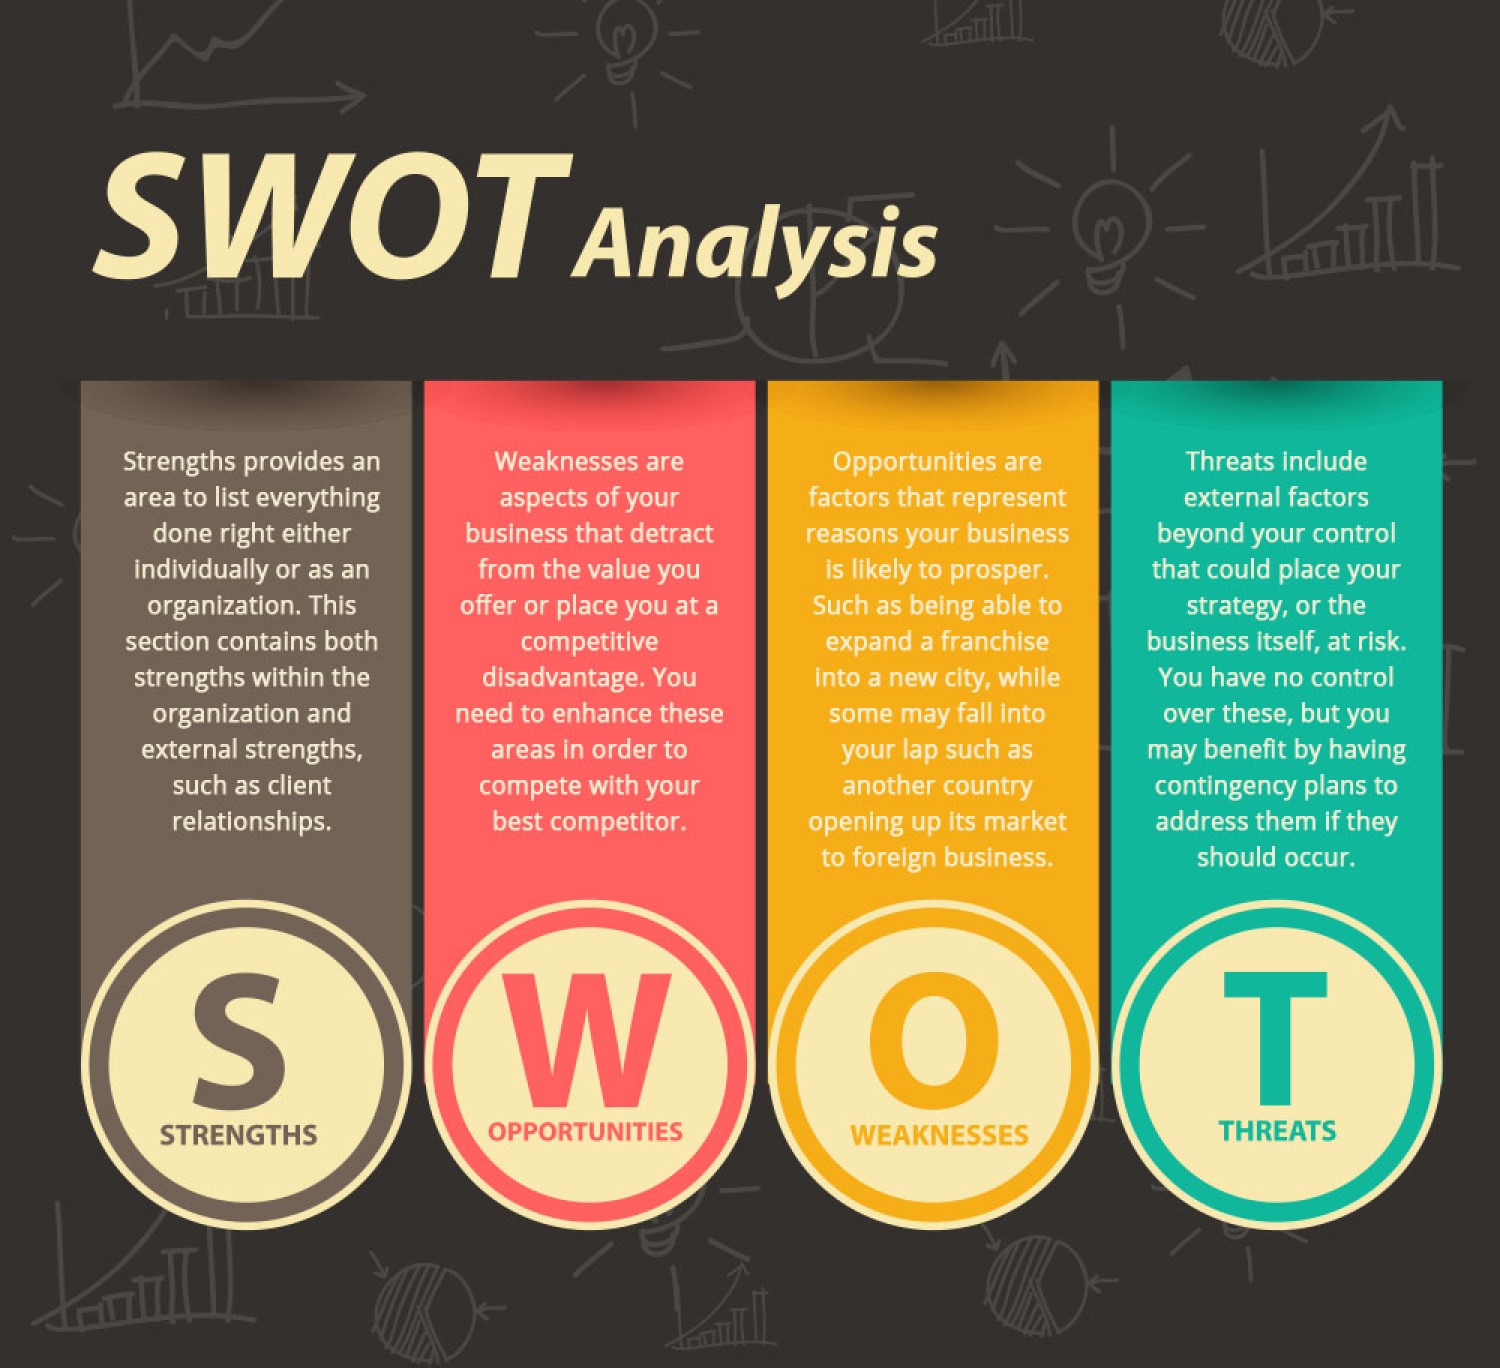 SWOT Analysis
Strengths provides an
area to list everything
done right either
individually or as an
organization. This
section contains both
strengths within the
organization and
external strengths,
such as client
relationships.
S
STRENGTHS
Weaknesses are
aspects of your
business that detract
from the value you
offer or place you at a
competitive
disadvantage. You
need to enhance these
areas in order to
compete with your
best competitor.
W
OPPORTUNITIES
Opportunities are
factors that represent
reasons your business
is likely to prosper.
Such as being able to
expand a franchise
into a new city, while
some may fall into
your lap such as
another country
opening up its market
to foreign business.
O
WEAKNESSES
Threats include
external factors
beyond your control
that could place your
strategy, or the
business itself, at risk.
You have no control
over these, but you
may benefit by having
contingency plans to
address them if they
should occur.
T
THREATS